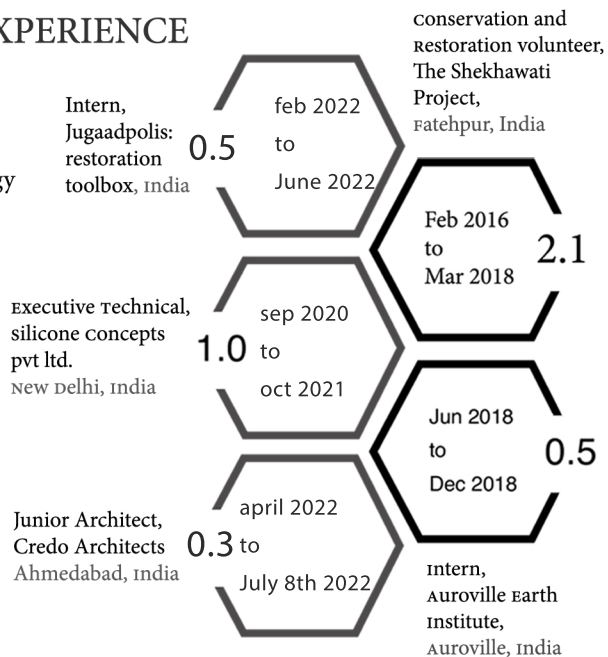 XPERIENCE
gy
Intern,
Jugaadpolis:
restoration
toolbox, India
0.5
feb 2022
to
June 2022
Conservation and
Restoration volunteer,
The Shekhawati
Project,
Fatehpur, India
Feb 2016
to
Mar 2018
2.1
Executive Technical,
silicone Concepts
pvt ltd.
New Delhi, India
1.0
sep 2020
to
oct 2021
Jun 2018
to
Dec 2018
0.5
Intern,
Auroville Earth
Institute,
Auroville, India
Junior Architect,
Credo Architects
Ahmedabad, India
0.3
april 2022
to
July 8th 2022